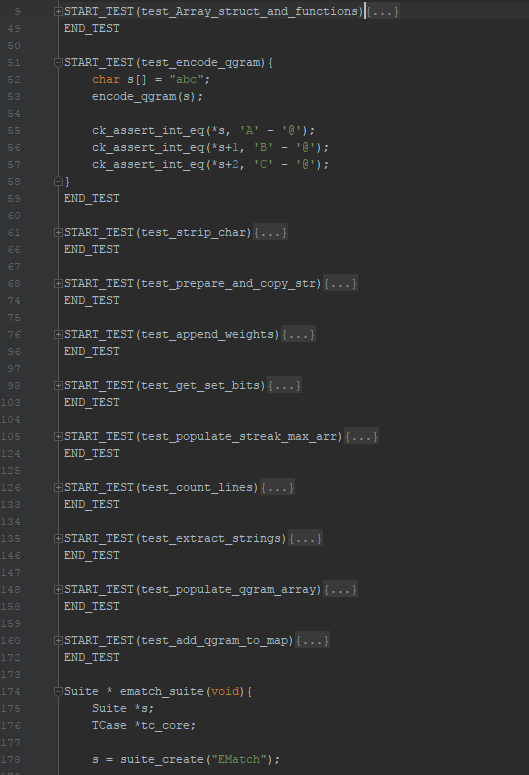 9 START_TEST(test_Array_struct_and_functions){...}
49 END_TEST
50
51 START_TEST(test_encode_qgram){
52 char s[] = "abc";
53 encode_qgram(s);
54
55 ck_assert_int_eq(*s, 'A' - '@');
56 ck_assert_int_eq(*s+1, 'B' - '@');
57 ck_assert_int_eq(*s+2, 'C' - '@');
58 }
59 END_TEST
60
61 START_TEST(test_strip_char){...}
66 END_TEST
67
68 START_TEST(test_prepare_and_copy_str){...}
74 END_TEST
75
76 START_TEST(test_append_weights){...}
96 END_TEST
97
98 START_TEST(test_get_set_bits){...}
103 END_TEST
104
105 START_TEST(test_populate_streak_max_arr){...}
124 END_TEST
125
126 START_TEST(test_count_lines){...}
133 END_TEST
134
135 START_TEST(test_extract_strings){...}
146 END_TEST
147
148 START_TEST(test_populate_qgram_array){...}
158 END_TEST
159
160 START_TEST(test_add_qgram_to_map){...}
172 END_TEST
173
174 Suite * ematch_suite(void){
175 Suite *s;
176 TCase *tc_core;
177
178 s = suite_create("EMatch");